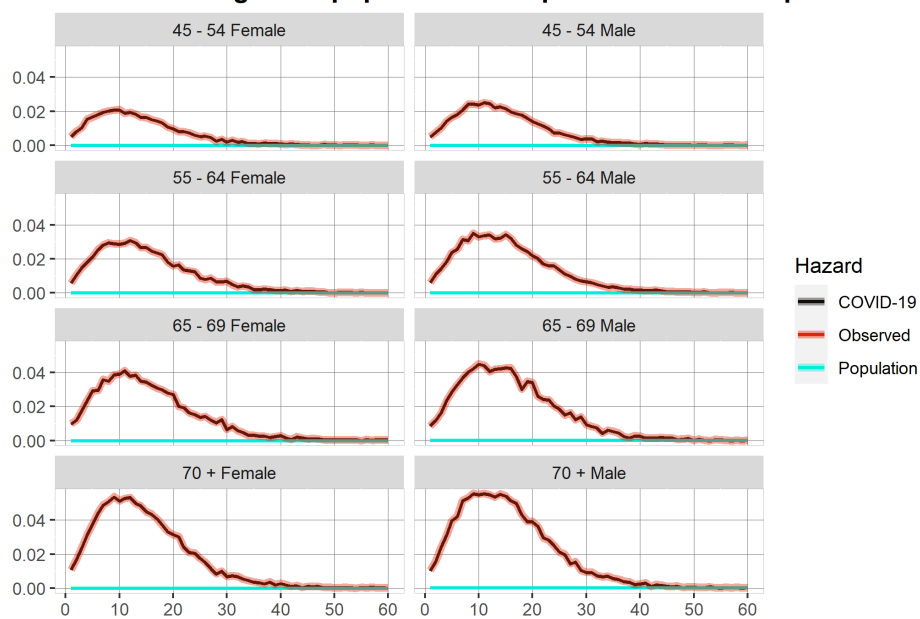 45 - 54 Female
45 - 54 Male
0.04
0.02
0.00
55 - 64 Female
55 - 64 Male
0.04
0.02
0.00
65 - 69 Female
65 - 69 Male
0.04
0.02
0.00
70 + Female
70 + Male
0.04
0.02
0.00
0 10 20 30 40 50 60
0 10 20 30 40 50 60
Hazard
COVID-19
Observed
Population